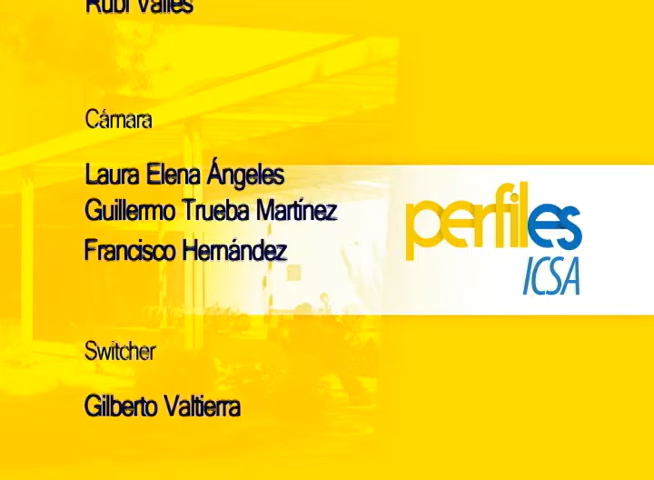 Rubí Valles
Cámara
Laura Elena Ángeles
Guillermo Trueba Martínez
Francisco Hernández
perfiles
ICSA
Switcher
Gilberto Valtierra